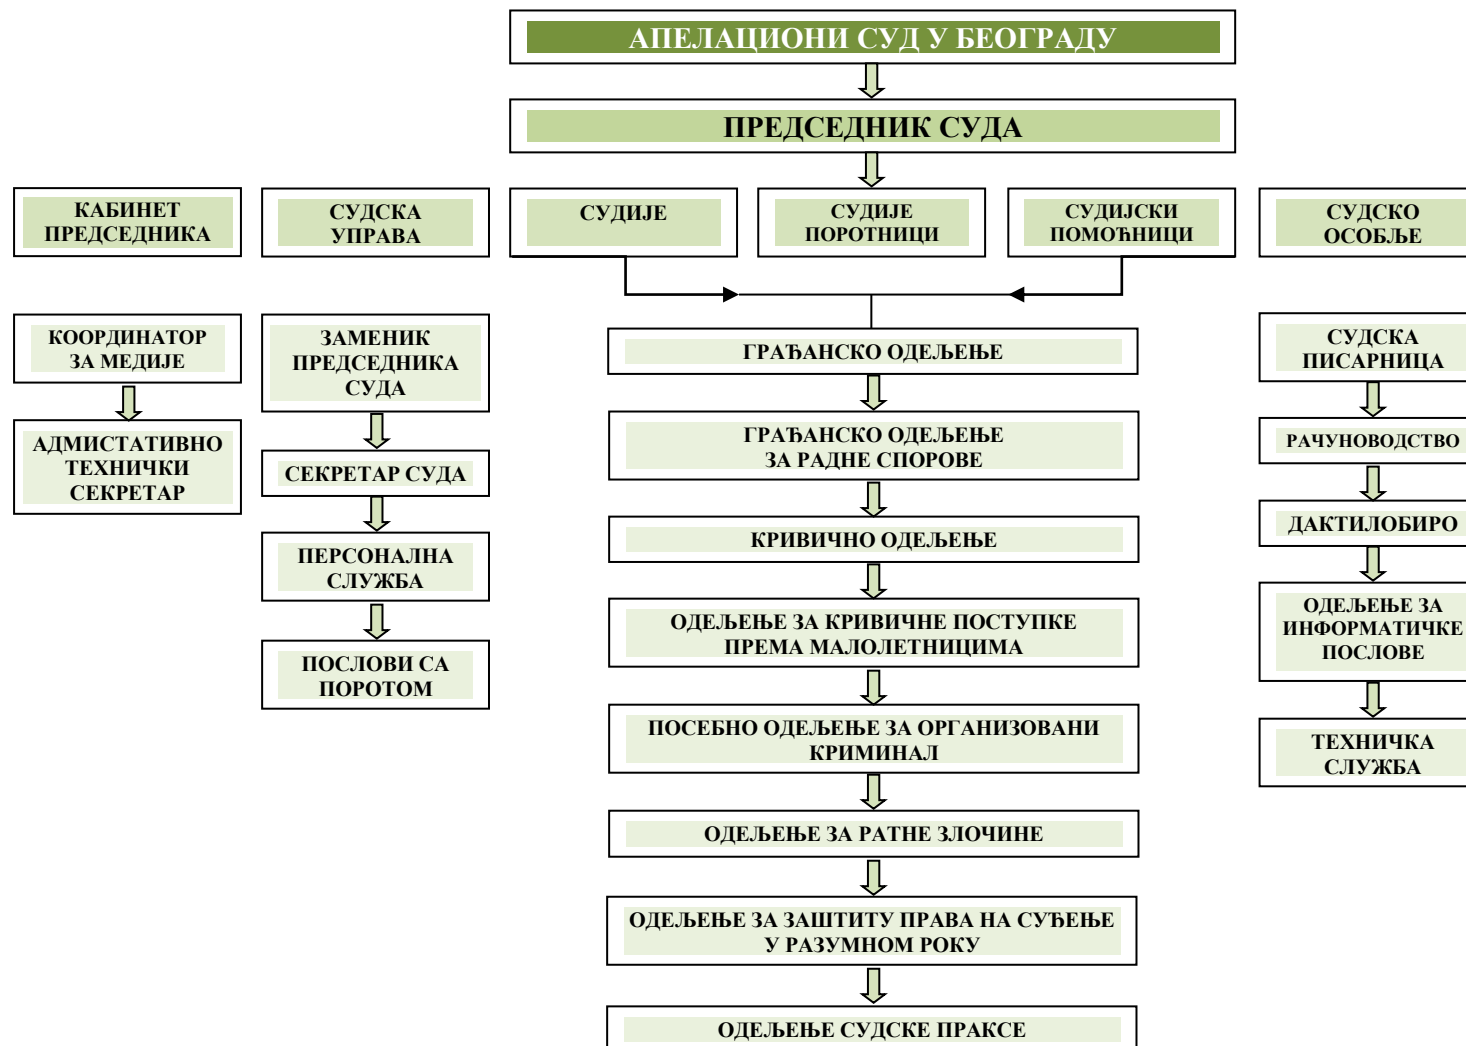 АПЕЛАЦИОНИ СУД У БЕОГРАДУ
ПРЕДСЕДНИК СУДА
КАБИНЕТ
ПРЕДСЕДНИКА
СУДСКА
УПРАВА
СУДИЈЕ
СУДИЈЕ
ПОРОТНИЦИ
СУДИЈСКИ
ПОМОЋНИЦИ
СУДСКО
ОСОБЉЕ
КООРДИНАТОР
ЗА МЕДИЈЕ
АДМИСТАТИВНО
ТЕХНИЧКИ
СЕКРЕТАР
ЗАМЕНИК
ПРЕДСЕДНИКА
СУДА
СЕКРЕТАР СУДА
ПЕРСОНАЛНА
СЛУЖБА
ПОСЛОВИ СА
ПОРОТОМ
ГРАЂАНСКО ОДЕЉЕЊЕ
ГРАЂАНСКО ОДЕЉЕЊЕ
ЗА РАДНЕ СПОРОВЕ
КРИВИЧНО ОДЕЉЕЊЕ
ОДЕЉЕЊЕ ЗА КРИВИЧНЕ ПОСТУПКЕ
ПРЕМА МАЛОЛЕТНИЦИМА
ПОСЕБНО ОДЕЉЕЊЕ ЗА ОРГАНИЗОВАНИ
КРИМИНАЛ
ОДЕЉЕЊЕ ЗА РАТНЕ ЗЛОЧИНЕ
ОДЕЉЕЊЕ ЗА ЗАШТИТУ ПРАВА НА СУЂЕЊЕ
У РАЗУМНОМ РОКУ
ОДЕЉЕЊЕ СУДСКЕ ПРАКСЕ
СУДСКА
ПИСАРНИЦА
РАЧУНОВОДСТВО
ДАКТИЛОБИРО
ОДЕЉЕЊЕ ЗА
ИНФОРМАТИЧКЕ
ПОСЛОВЕ
ТЕХНИЧКА
СЛУЖБА